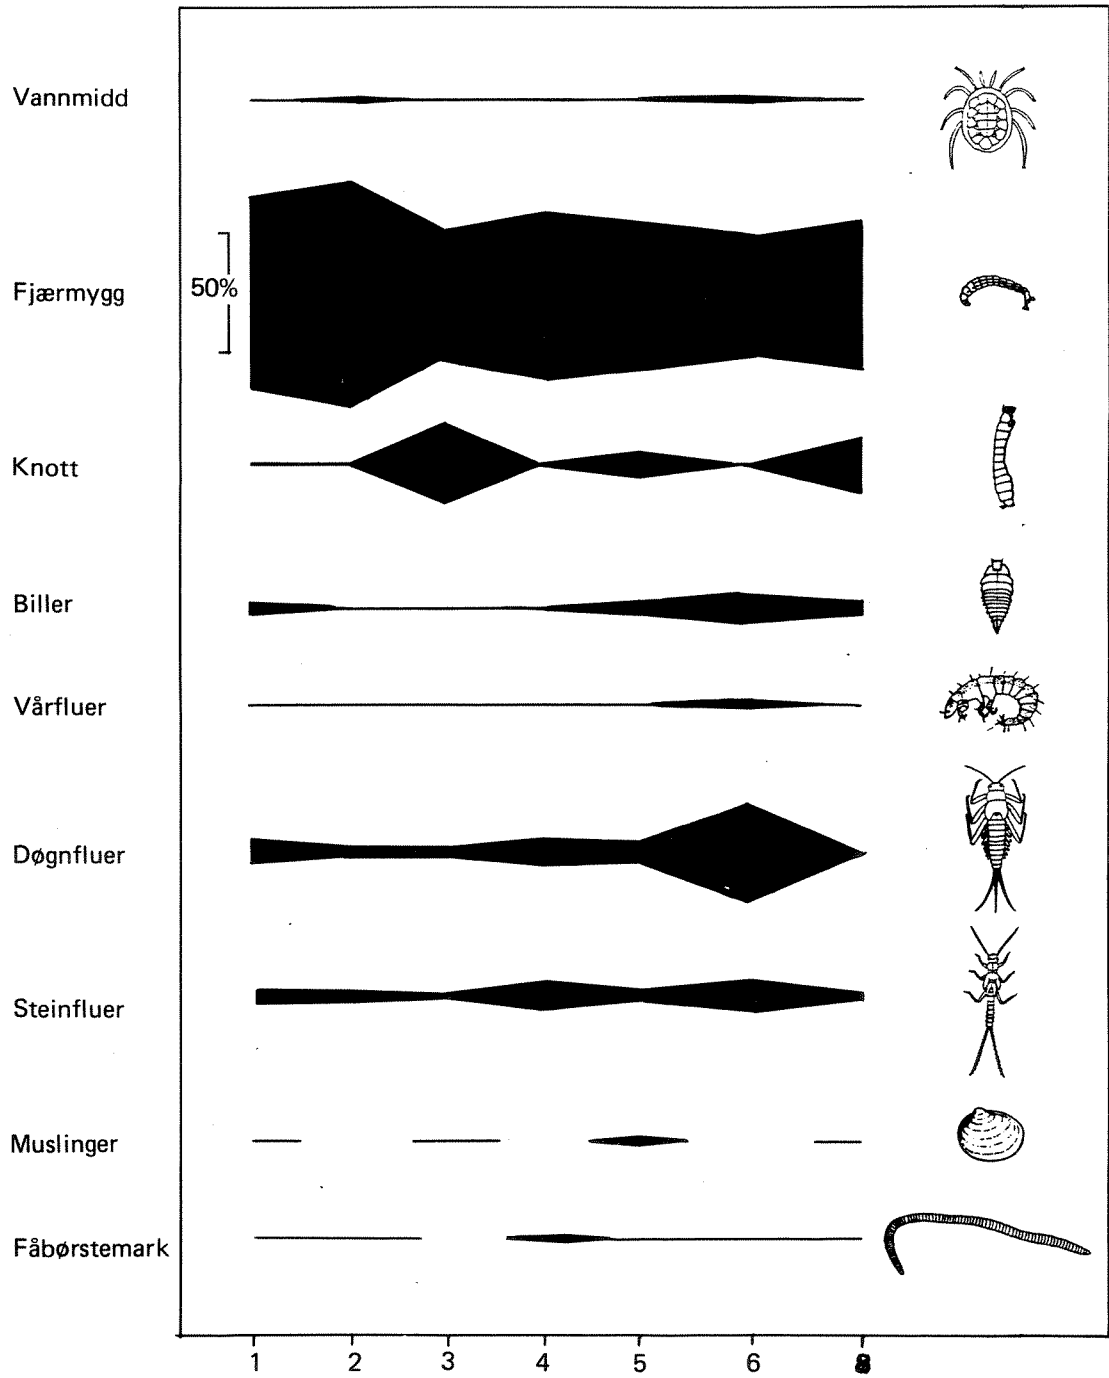 Vannmidd
Fjærmygg
50%
Knott
Biller
Vårfluer
Døgnfluer
Steinfluer
Muslinger
Fåbørstemark
1 2 3 4 5 6